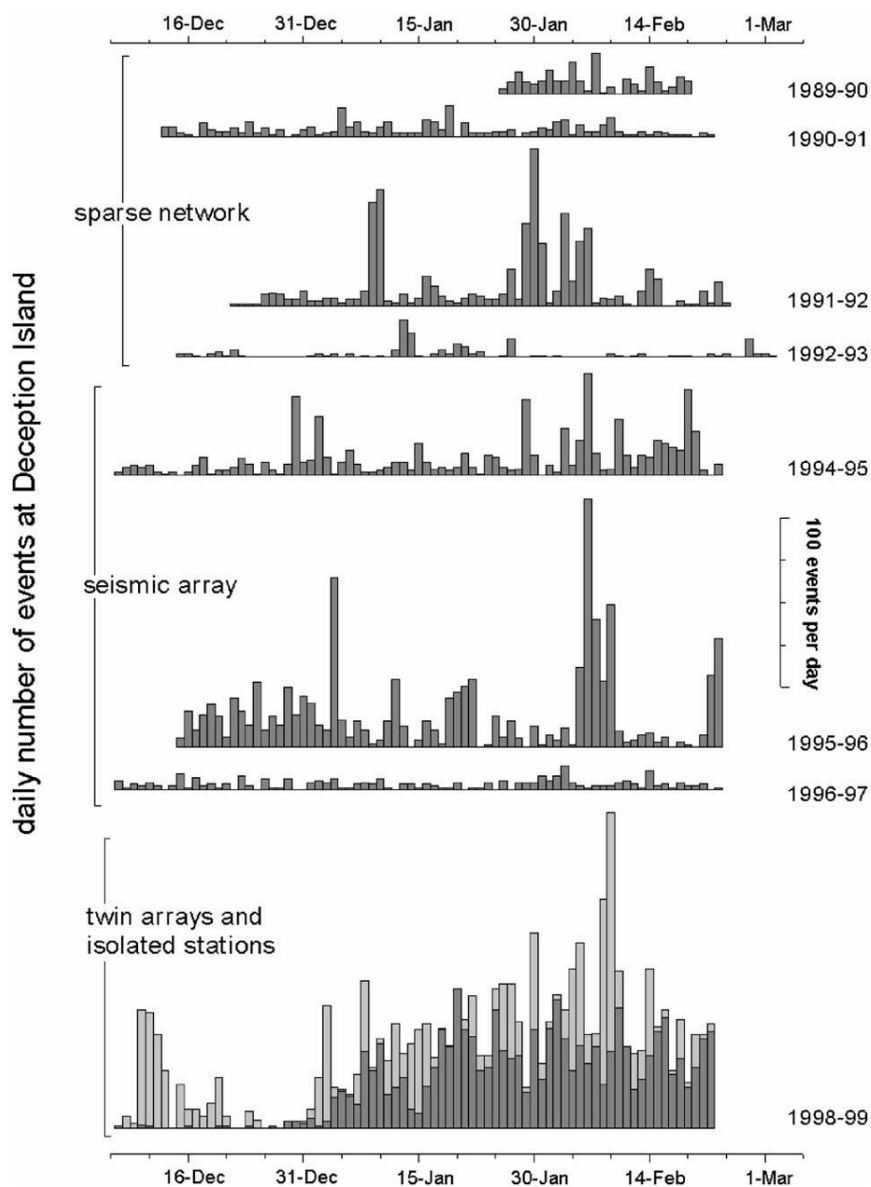 16-Dec 31-Dec 15-Jan 30-Jan 14-Feb 1-Mar
1989-90
1990-91
sparse network
1991-92
1992-93
daily number of events at Deception Island
1994-95
100 events per day
seismic array
1995-96
1996-97
twin arrays and
isolated stations
1998-99
16-Dec 31-Dec 15-Jan 30-Jan 14-Feb 1-Mar